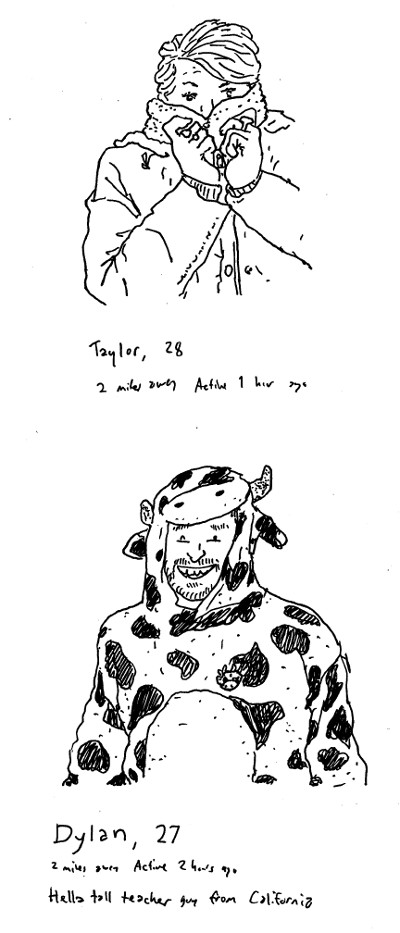 Taylor, 28
2 miles away Active 1 hour ago
Dylan, 27
2 miles away Active 2 hours ago
Hella tall teacher guy from California